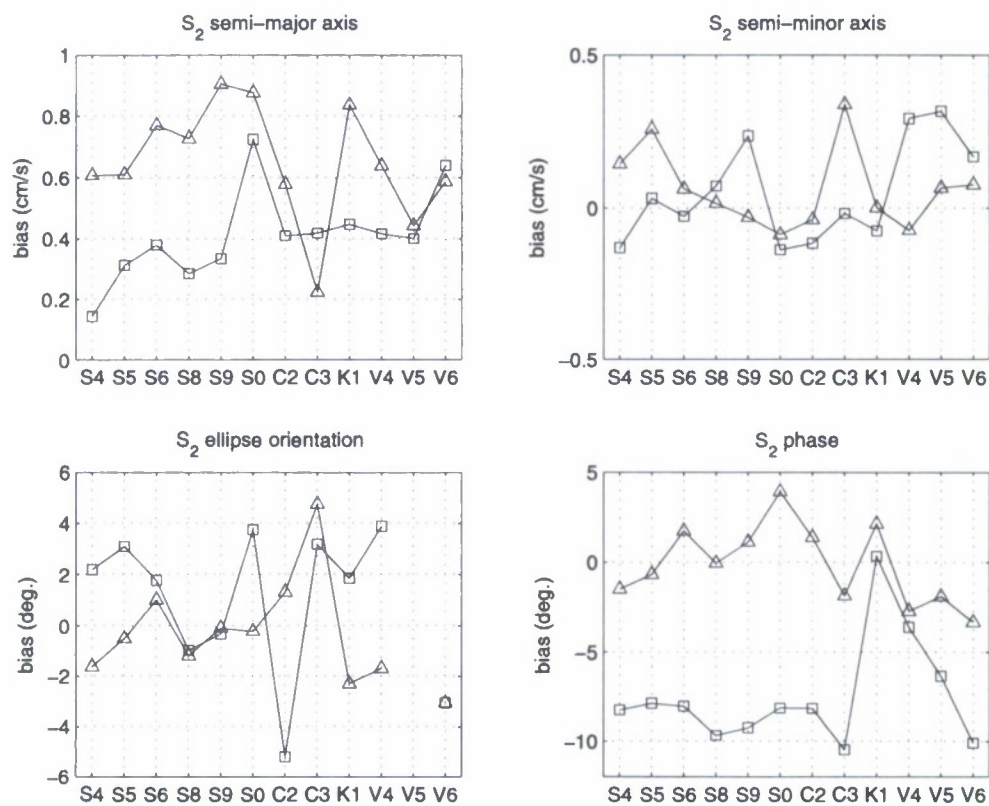 S2 semi-major axis
1
0.8
0.6
0.4
0.2
0
bias (cm/s)
S4 S5 S6 S8 S9 S0 C2 C3 K1 V4 V5 V6
S2 semi-minor axis
0.5
0
-0.5
bias (cm/s)
S4 S5 S6 S8 S9 S0 C2 C3 K1 V4 V5 V6
S2 ellipse orientation
6
4
2
0
-2
-4
-6
bias (deg.)
S4 S5 S6 S8 S9 S0 C2 C3 K1 V4 V5 V6
S2 phase
5
0
-5
-10
bias (deg.)
S4 S5 S6 S8 S9 S0 C2 C3 K1 V4 V5 V6